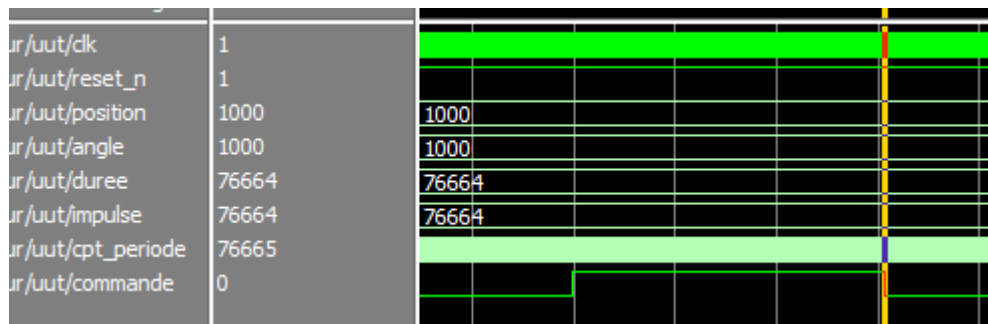 ur/uut/clk 1
ur/uut/reset_n 1
ur/uut/position 1000 1000
ur/uut/angle 1000 1000
ur/uut/duree 76664 76664
ur/uut/impulse 76664 76664
ur/uut/cpt_periode 76665
ur/uut/commande 0